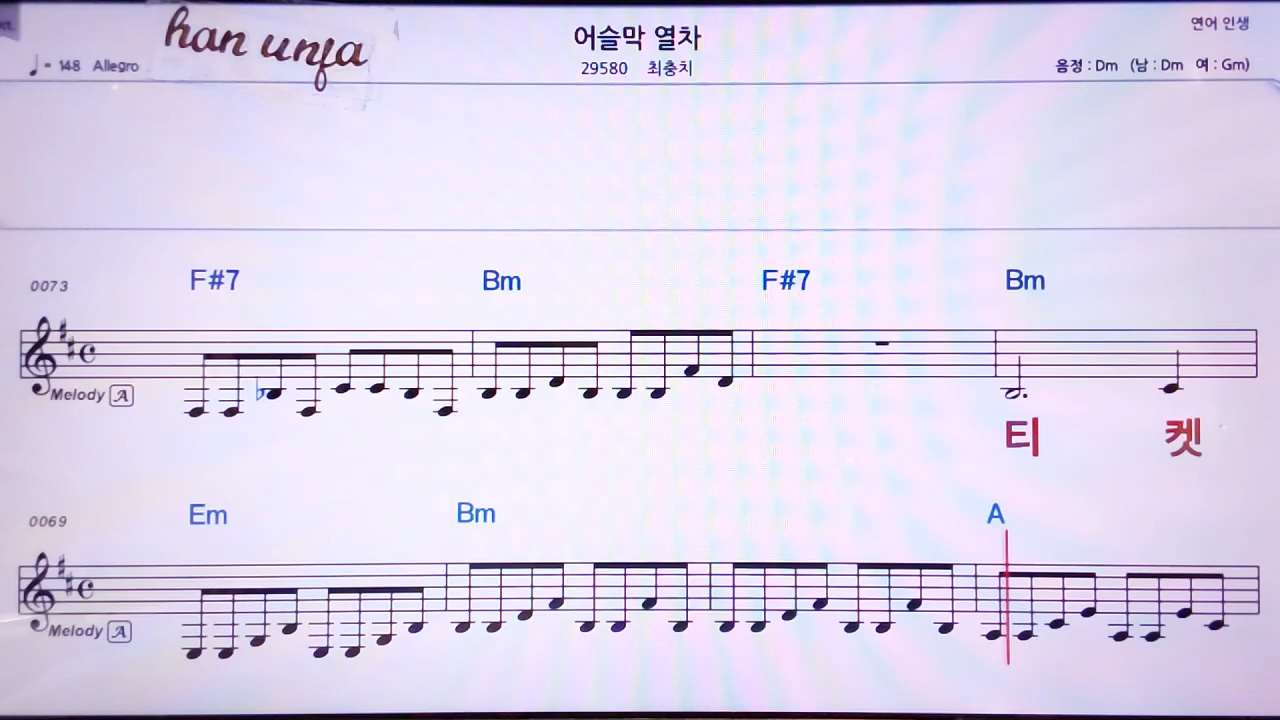 han unfa
어슬막 열차
연어 인생
♩= 148 Allegro
29580 최충치
음정 : Dm (남 : Dm 여 : Gm)
F#7 Bm F#7 Bm
0073
Melody A
티 켓
Em Bm A
0069
Melody A